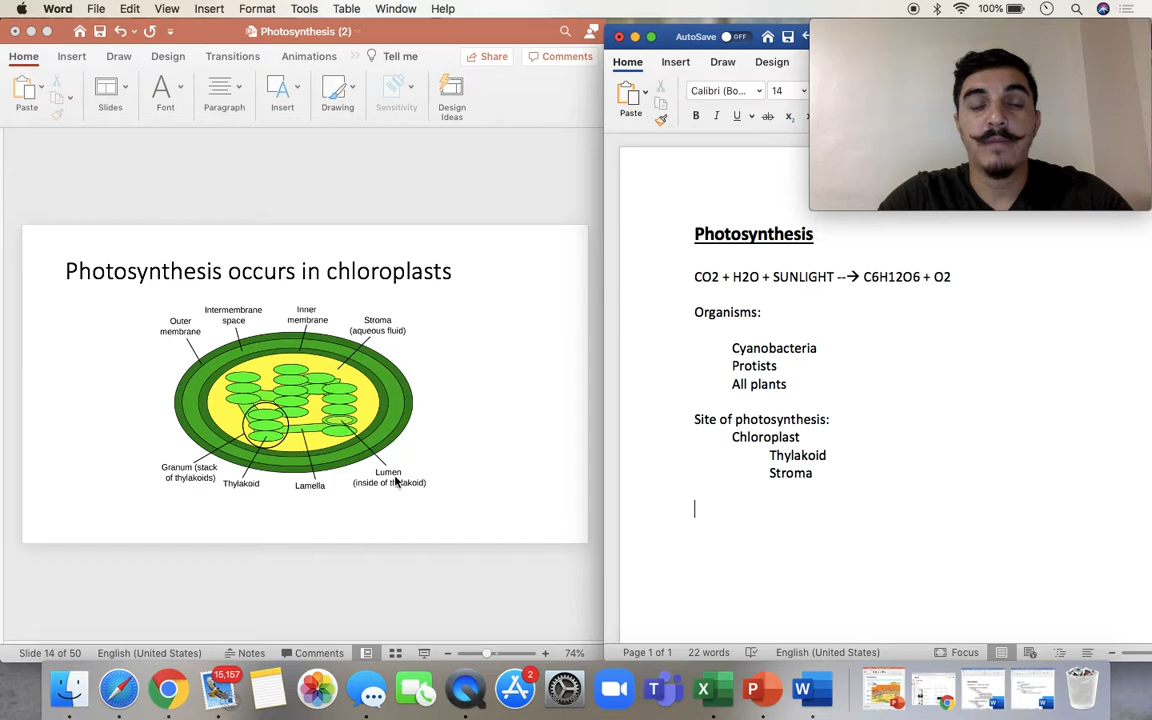 Word File Edit View Insert Format Tools Table Window Help 100%
Photosynthesis (2)
Home Insert Draw Design Transitions Animations Tell me Share Comments
Paste Slides Font Paragraph Insert Drawing Sensitivity Design Ideas
Photosynthesis occurs in chloroplasts
Outer membrane
Intermembrane space
Inner membrane
Stroma (aqueous fluid)
Granum (stack of thylakoids)
Thylakoid
Lamella
Lumen (inside of thylakoid)
Slide 14 of 50 English (United States) Notes Comments 74%
AutoSave OFF
Home Insert Draw Design
Paste Calibri (Bo... 14
B I U ab x₂
Photosynthesis
CO2 + H2O + SUNLIGHT --→ C6H12O6 + O2
Organisms:
Cyanobacteria
Protists
All plants
Site of photosynthesis:
Chloroplast
Thylakoid
Stroma
Page 1 of 1 22 words English (United States) Focus
15,157
2